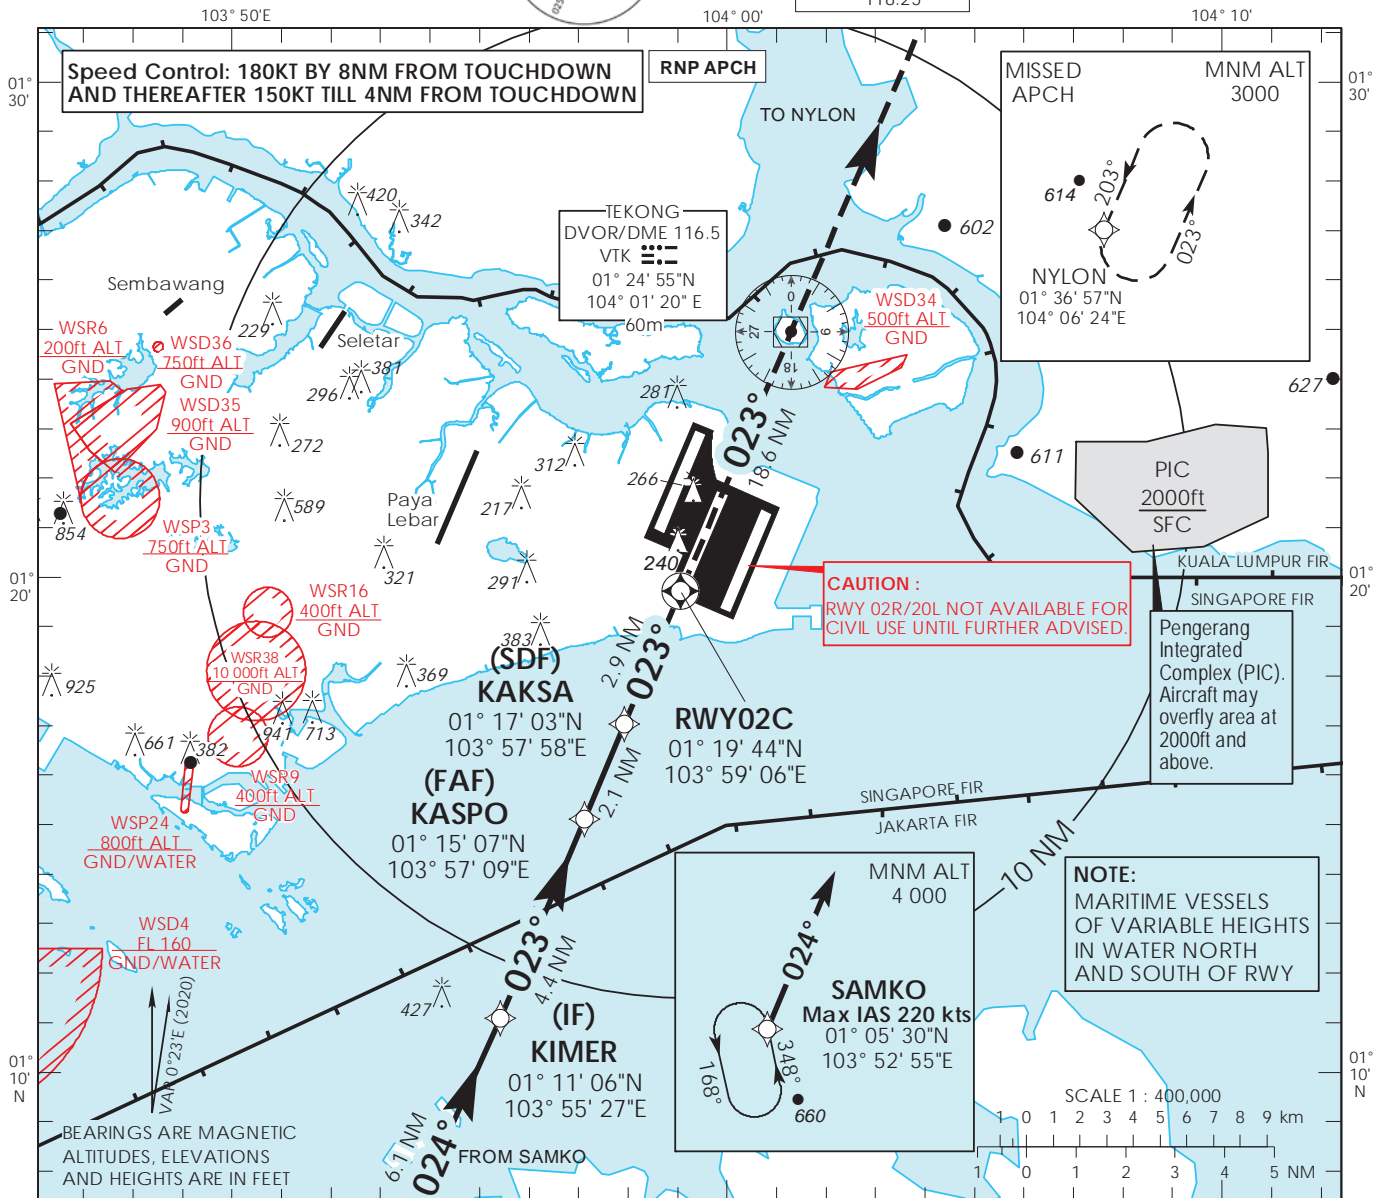 118.25
025
103° 50'E
104° 00'
104° 10'
01°
30'
01°
30'
Speed Control: 180KT BY 8NM FROM TOUCHDOWN
AND THEREAFTER 150KT TILL 4NM FROM TOUCHDOWN
RNP APCH
TO NYLON
MISSED
APCH
MNM ALT
3000
203°
023°
614
NYLON
01° 36' 57"N
104° 06' 24"E
420
342
602
TEKONG
DVOR/DME 116.5
VTK
01° 24' 55"N
104° 01' 20" E
60m
0
9
18
27
Sembawang
229
Seletar
WSR6
200ft ALT
GND
WSD36
750ft ALT
GND
WSD35
900ft ALT
GND
WSD34
500ft ALT
GND
381
296
281
627
272
312
611
266
217
589
854
Paya
Lebar
WSP3
750ft ALT
GND
321
291
240
023°
18.6 NM
PIC
2000ft
SFC
KUALA LUMPUR FIR
SINGAPORE FIR
01°
20'
01°
20'
CAUTION :
RWY 02R/20L NOT AVAILABLE FOR
CIVIL USE UNTIL FURTHER ADVISED.
WSR16
400ft ALT
GND
383
369
WSR38
10 000ft ALT
GND
925
661
382
941
713
(SDF)
KAKSA
01° 17' 03"N
103° 57' 58"E
2.9 NM
023°
RWY02C
01° 19' 44"N
103° 59' 06"E
Pengerang
Integrated
Complex (PIC).
Aircraft may
overfly area at
2000ft and
above.
WSR9
400ft ALT
GND
WSP24
800ft ALT
GND/WATER
(FAF)
KASPO
01° 15' 07"N
103° 57' 09"E
2.1 NM
SINGAPORE FIR
JAKARTA FIR
10 NM
WSD4
FL 160
GND/WATER
VAR 0°23'E (2020)
427
023°
4.4 NM
(IF)
KIMER
01° 11' 06"N
103° 55' 27"E
MNM ALT
4 000
024°
SAMKO
Max IAS 220 kts
01° 05' 30"N
103° 52' 55"E
168°
348°
660
NOTE:
MARITIME VESSELS
OF VARIABLE HEIGHTS
IN WATER NORTH
AND SOUTH OF RWY
01°
10'
N
01°
10'
N
BEARINGS ARE MAGNETIC
ALTITUDES, ELEVATIONS
AND HEIGHTS ARE IN FEET
6.1 NM
024°
FROM SAMKO
SCALE 1 : 400,000
1 0 1 2 3 4 5 6 7 8 9 km
1 0 1 2 3 4 5 NM